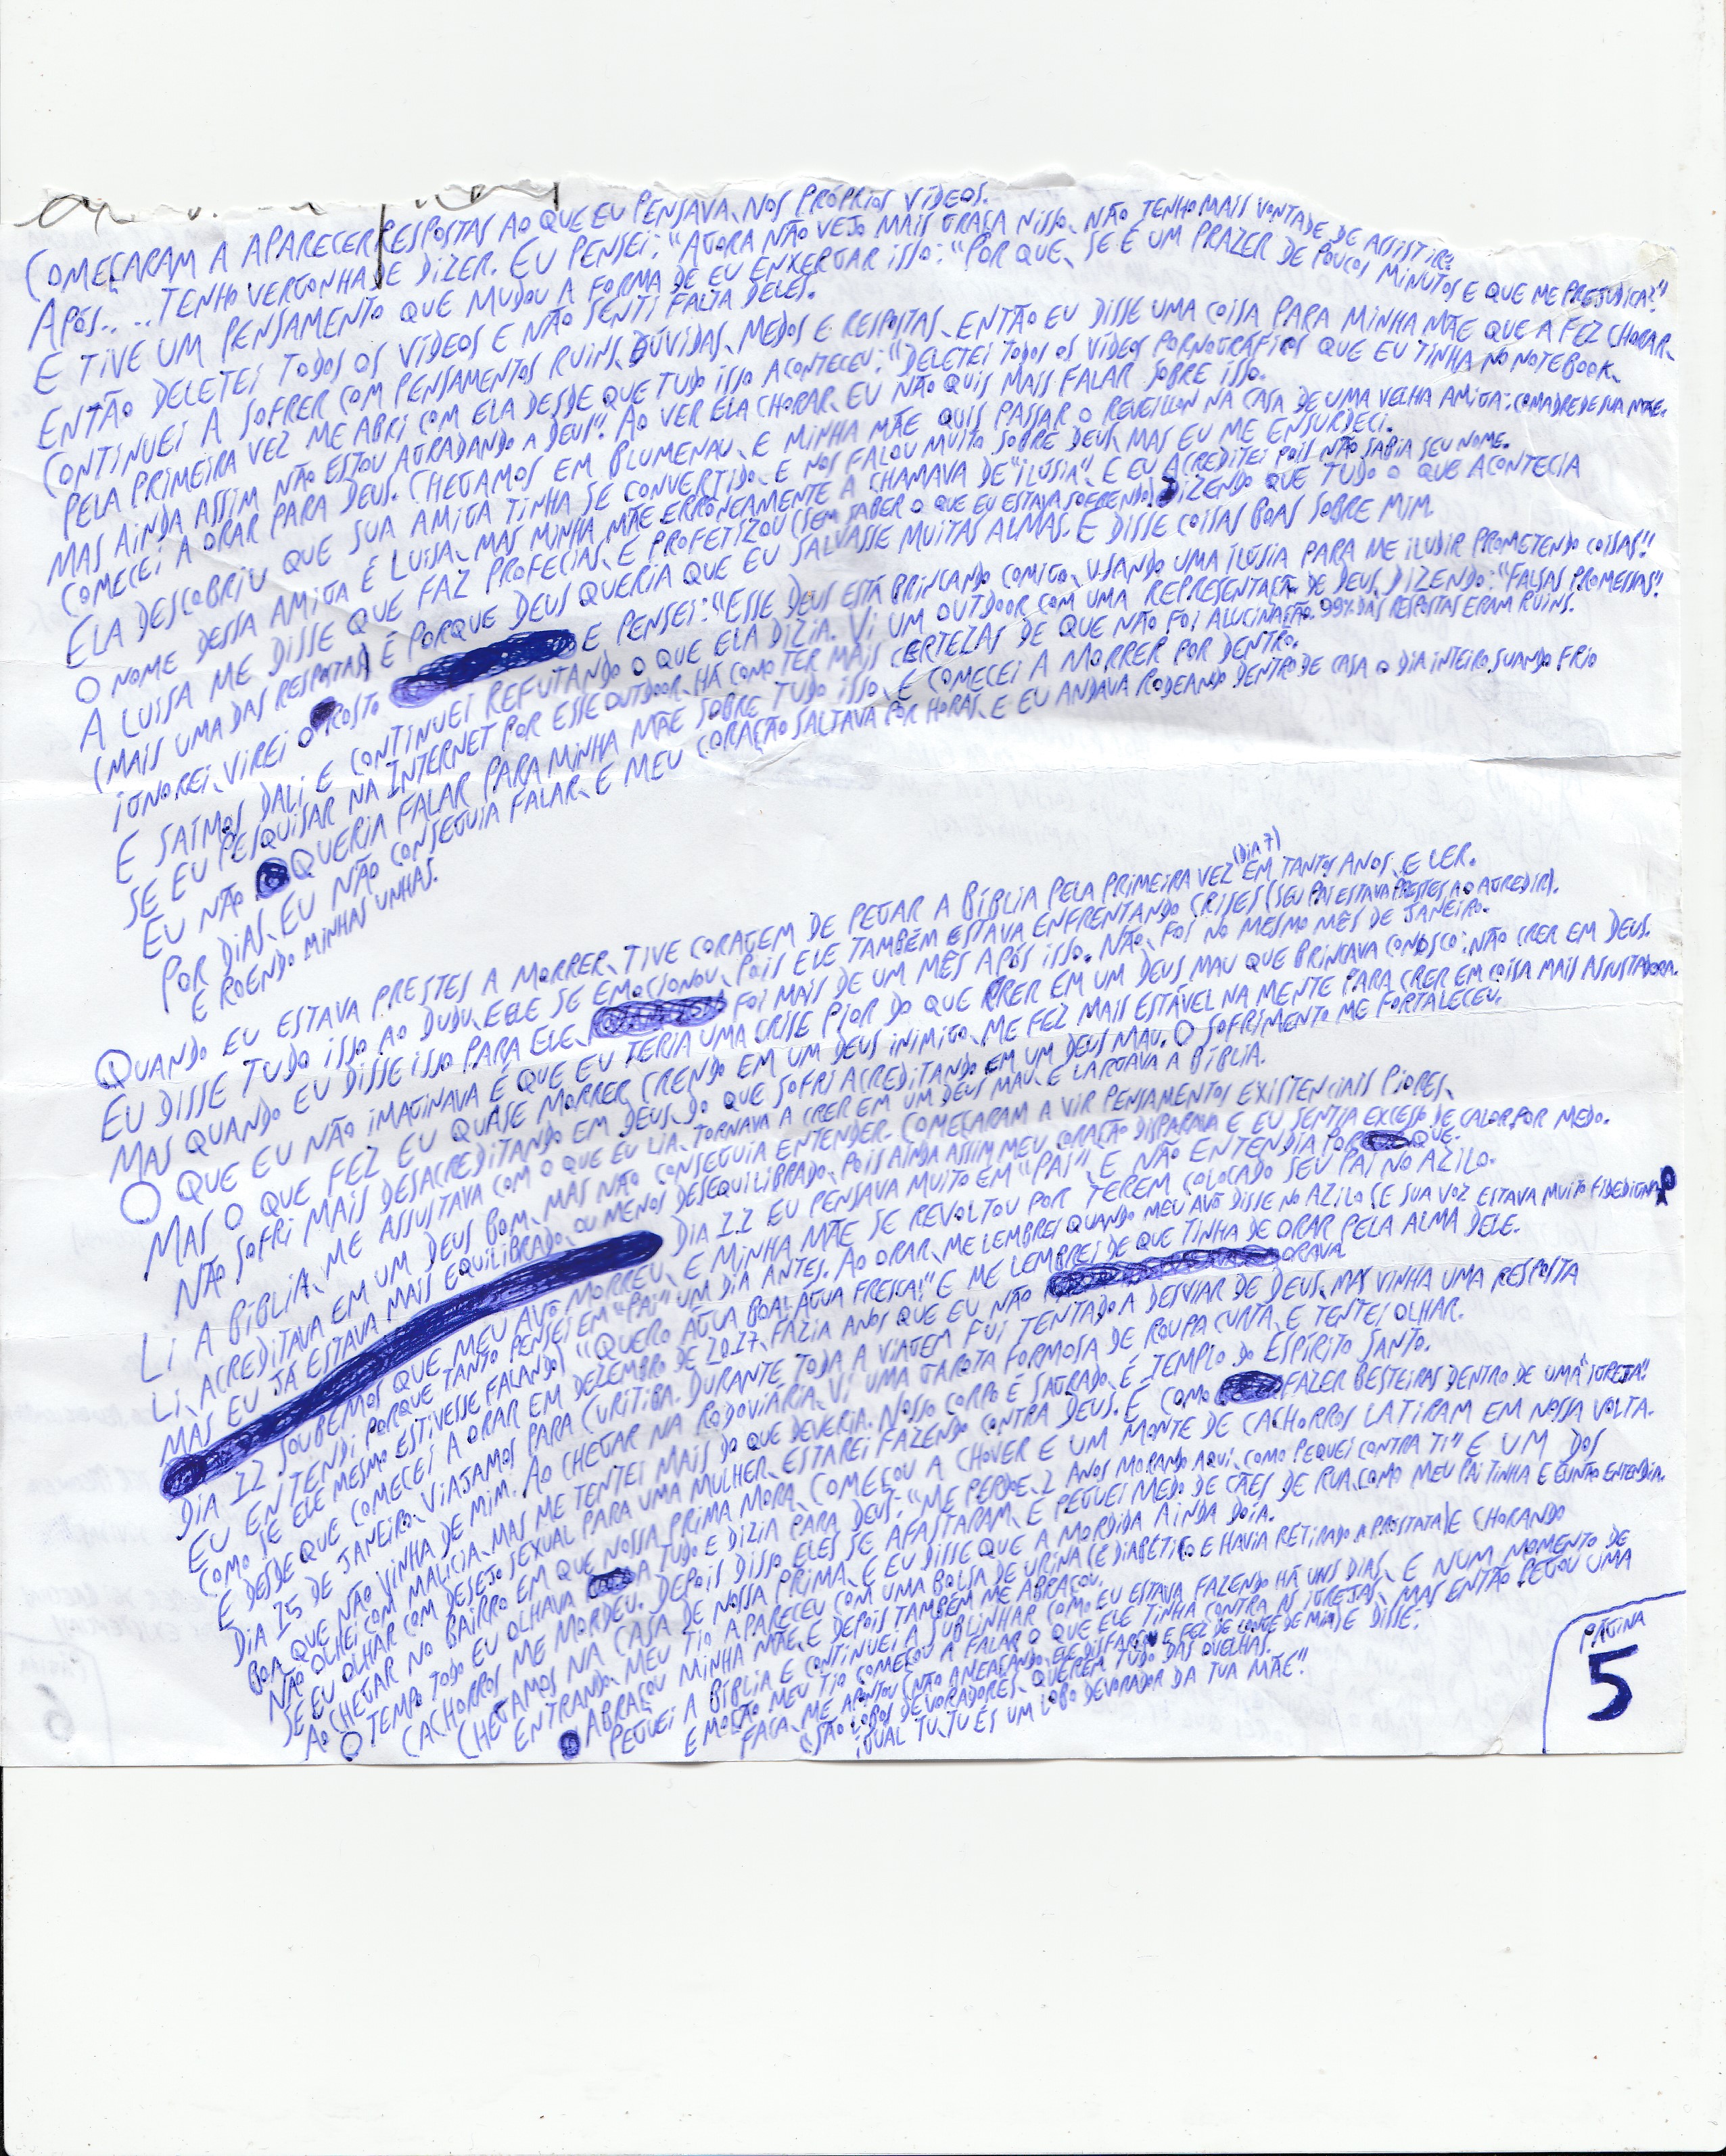 COMEÇARAM A APARECER RESPOSTAS AO QUE EU PENSAVA, NOS PRÓPRIOS VÍDEOS.
APÓS.. .. TENHO VERGONHA DE DIZER. EU PENSEI: "AGORA NÃO VEJO MAIS GRAÇA NISSO, NÃO TENHO MAIS VONTADE DE ASSISTIR".
E TIVE UM PENSAMENTO QUE MUDOU A FORMA DE EU ENXERGAR ISSO: "POR QUE, SE É UM PRAZER DE POUCOS MINUTOS E QUE ME PREJUDICA?"
ENTÃO DELETEI TODOS OS VÍDEOS E NÃO SENTI FALTA DELES.
CONTINUEI A SOFRER COM PENSAMENTOS RUINS, DÚVIDAS, MEDOS E RESPOSTAS, ENTÃO EU DISSE UMA COISA PARA MINHA MÃE QUE A FEZ CHORAR,
PELA PRIMEIRA VEZ ME ABRI COM ELA DESDE QUE TUDO ISSO ACONTECEU: "DELETEI TODOS OS VÍDEOS PORNOGRÁFICOS QUE EU TINHA NO NOTEBOOK,
MAS AINDA ASSIM NÃO ESTOU AGRADANDO A DEUS". AO VER ELA CHORAR, EU NÃO QUIS MAIS FALAR SOBRE ISSO.
COMECEI A ORAR PARA DEUS. CHEGAMOS EM BLUMENAU, E MINHA MÃE QUIS PASSAR O REVEILLON NA CASA DE UMA VELHA AMIGA: COMADRE DE SUA MÃE.
ELA DESCOBRIU QUE SUA AMIGA TINHA SE CONVERTIDO, E NOS FALOU MUITO SOBRE DEUS, MAS EU ME ENSURDECI.
O NOME DESSA AMIGA É LUISA, MAS MINHA MÃE ERRONEAMENTE A CHAMAVA DE "ILUSIA", E EU ACREDITEI POIS NÃO SABIA SEU NOME.
A LUISA ME DISSE QUE FAZ PROFECIAS, E PROFETIZOU (SEM SABER O QUE EU ESTAVA SOFRENDO) DIZENDO QUE TUDO O QUE ACONTECIA
(MAIS UMA DAS RESPOSTAS) É PORQUE DEUS QUERIA QUE EU SALVASSE MUITAS ALMAS. E DISSE COISAS BOAS SOBRE MIM
IGNOREI, VIREI O ROSTO E PENSEI: "ESSE DEUS ESTÁ BRINCANDO COMIGO, USANDO UMA ILÚSIA PARA ME ILUDIR PROMETENDO COISAS!"
E SAÍMOS DALI E CONTINUEI REFUTANDO O QUE ELA DIZIA. VI UM OUTDOOR COM UMA REPRESENTAÇÃO DE DEUS, DIZENDO: "FALSAS PROMESSAS".
SE EU PESQUISAR NA INTERNET POR ESSE OUTDOOR, HÁ COMO TER MAIS CERTEZAS DE QUE NÃO FOI ALUCINAÇÃO. 99% DAS RESPOSTAS ERAM RUINS.
EU NÃO QUERIA FALAR PARA MINHA MÃE SOBRE TUDO ISSO, E COMECEI A MORRER POR DENTRO.
POR DIAS, EU NÃO CONSEGUIA FALAR, E MEU CORAÇÃO SALTAVA POR HORAS, E EU ANDAVA RODEANDO DENTRO DE CASA O DIA INTEIRO, SUANDO FRIO
E ROENDO MINHAS UNHAS.
QUANDO EU ESTAVA PRESTES A MORRER, TIVE CORAGEM DE PEGAR A BÍBLIA PELA PRIMEIRA VEZ (DIA 7) EM TANTOS ANOS, E LER.
EU DISSE TUDO ISSO AO DUDU, E ELE SE EMOCIONOU, POIS ELE TAMBÉM ESTAVA ENFRENTANDO CRISES (SEU PAI ESTAVA PRESTES A O AGREDIR).
MAS QUANDO EU DISSE ISSO PARA ELE, FOI MAIS DE UM MÊS APÓS ISSO. NÃO, FOI NO MESMO MÊS DE JANEIRO.
O QUE EU NÃO IMAGINAVA É QUE EU TERIA UMA CRISE PIOR DO QUE CRER EM UM DEUS MAU QUE BRINCAVA CONOSCO: NÃO CRER EM DEUS.
MAS O QUE FEZ EU QUASE MORRER CRENDO EM UM DEUS INIMIGO, ME FEZ MAIS ESTÁVEL NA MENTE PARA CRER EM COISA MAIS ASSUSTADORA.
NÃO SOFRI MAIS DESACREDITANDO EM DEUS, DO QUE SOFRI ACREDITANDO EM UM DEUS MAU. O SOFRIMENTO ME FORTALECEU.
LI A BÍBLIA, ME ASSUSTAVA COM O QUE EU LIA, TORNAVA A CRER EM UM DEUS MAU, E LARGAVA A BÍBLIA.
LI, ACREDITAVA EM UM DEUS BOM, MAS NÃO CONSEGUIA ENTENDER. COMEÇARAM A VIR PENSAMENTOS EXISTENCIAIS PIORES,
MAS EU JÁ ESTAVA MAIS EQUILIBRADO, OU MENOS DESEQUILIBRADO, POIS AINDA ASSIM MEU CORAÇÃO DISPARAVA E EU SENTIA EXCESSO DE CALOR POR MEDO.
DIA 11 EU PENSAVA MUITO EM "PAI", E NÃO ENTENDIA POR QUE.
DIA 12 SOUBEMOS QUE MEU AVÔ MORREU, E MINHA MÃE SE REVOLTOU POR TEREM COLOCADO SEU PAI NO AZILO.
EU ENTENDI PORQUE TANTO PENSEI EM "PAI" UM DIA ANTES. AO ORAR, ME LEMBREI QUANDO MEU AVÔ DISSE NO AZILO (E SUA VOZ ESTAVA MUITO FIDEDIGNA,
COMO SE ELE MESMO ESTIVESSE FALANDO) "QUERO ÁGUA BOA! ÁGUA FRESCA!" E ME LEMBREI DE QUE TINHA DE ORAR PELA ALMA DELE.
E DESDE QUE COMECEI A ORAR EM DEZEMBRO DE 2017, FAZIA ANOS QUE EU NÃO ORAVA
DIA 15 DE JANEIRO, VIAJAMOS PARA CURITIBA. DURANTE TODA A VIAGEM FUI TENTADO A DESVIAR DE DEUS, MAS VINHA UMA RESPOSTA
BOA QUE NÃO VINHA DE MIM. AO CHEGAR NA RODOVIÁRIA, VI UMA GAROTA FORMOSA DE ROUPA CURTA, E TENTEI OLHAR.
NÃO OLHEI COM MALÍCIA, MAS ME TENTEI MAIS DO QUE DEVERIA. NOSSO CORPO É SAGRADO, É TEMPLO DO ESPÍRITO SANTO.
SE EU OLHAR COM DESEJO SEXUAL PARA UMA MULHER, ESTAREI FAZENDO CONTRA DEUS. É COMO FAZER BESTEIRAS DENTRO DE UMA "IGREJA".
AO CHEGAR NO BAIRRO EM QUE NOSSA PRIMA MORA, COMEÇOU A CHOVER E UM MONTE DE CACHORROS LATIRAM EM NOSSA VOLTA.
O TEMPO TODO EU OLHAVA A TUDO E DIZIA PARA DEUS: "ME PERDOE, 2 ANOS MORANDO AQUI, COMO PEQUEI CONTRA TI" E UM DOS
CACHORROS ME MORDEU. DEPOIS DISSO, ELES SE AFASTARAM, E PEGUEI MEDO DE CÃES DE RUA, COMO MEU PAI TINHA E EU NÃO ENTENDIA.
CHEGAMOS NA CASA DE NOSSA PRIMA, E EU DISSE QUE A MORDIDA AINDA DOÍA.
ENTRANDO, MEU TIO APARECEU COM UMA BOLSA DE URINA (É DIABÉTICO E HAVIA RETIRADO A PRÓSTATA) E CHORANDO
ABRAÇOU MINHA MÃE, E DEPOIS TAMBÉM ME ABRAÇOU.
PEGUEI A BÍBLIA E CONTINUEI A SUBLINHAR COMO EU ESTAVA FAZENDO HÁ UNS DIAS, E NUM MOMENTO DE
EMOÇÃO MEU TIO COMEÇOU A FALAR O QUE ELE TINHA CONTRA AS IGREJAS, MAS ENTÃO PEGOU UMA
FACA, ME APONTOU (NÃO AMEAÇANDO, ELE DISFARÇOU E FEZ DE CONTA DE MIM) E DISSE:
"SÃO LOBOS DEVORADORES, QUEREM TUDO DAS OVELHAS.
IGUAL TU, TU ÉS UM LOBO DEVORADOR DA TUA MÃE".
PÁGINA
5